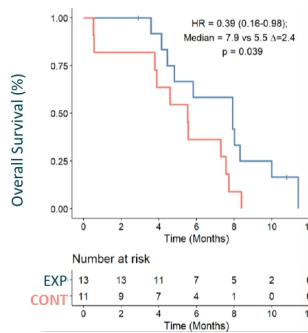 1.00
HR = 0.39 (0.16-0.98);
Median = 7.9 vs 5.5 Δ=2.4
p = 0.039
0.75
0.50
0.25
0.00
Overall Survival (%)
0 2 4 6 8 10
Time (Months)
Number at risk
EXP 13 13 11 7 5 2
CONT 11 9 7 4 1 0
0 2 4 6 8 10
Time (Months)